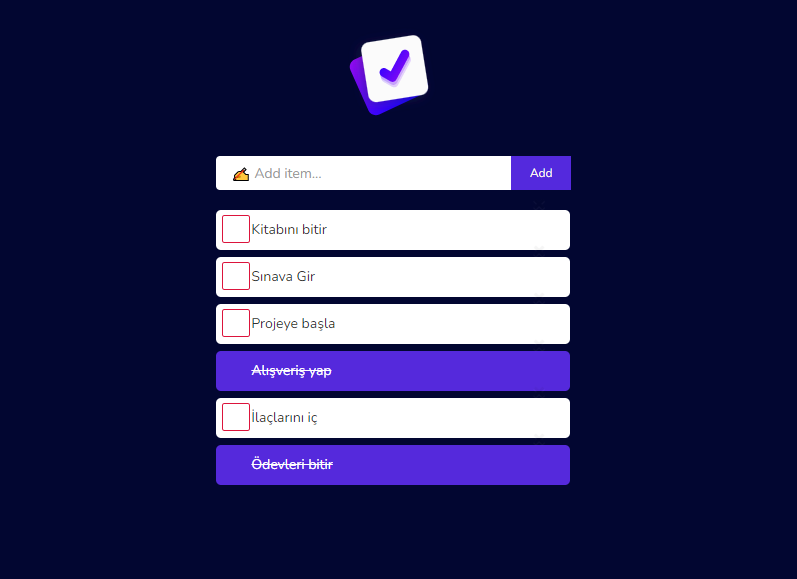 ✍ Add item...
Add
Kitabını bitir
Sınava Gir
Projeye başla
Alışveriş yap
İlaçlarını iç
Ödevleri bitir